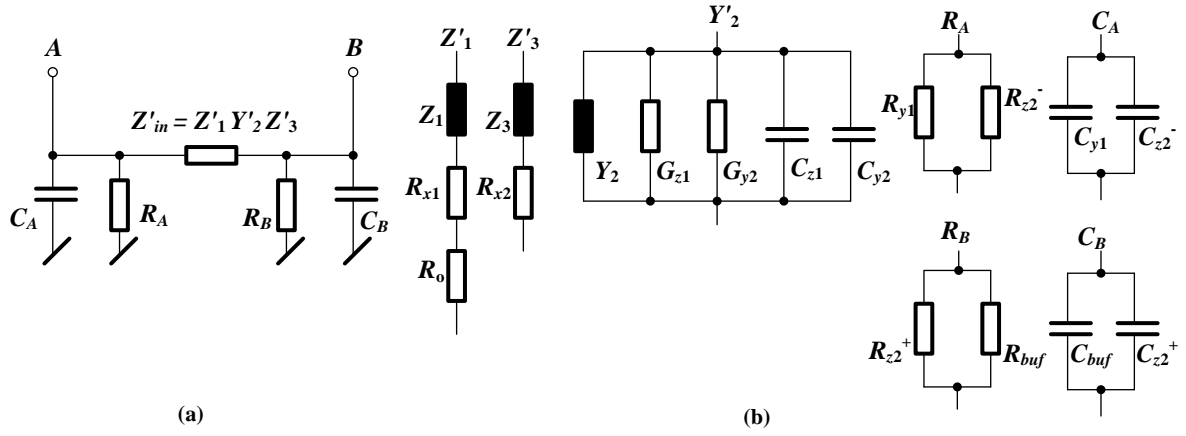 A B
Z'in = Z'1 Y'2 Z'3
CA RA RB CB
(a)
Z'1 Z'3
Z1 Z3
Rx1 Rx2
Ro
Y'2
Y2 Gz1 Gy2 Cz1 Cy2
RA
Ry1 Rz2-
CA
Cy1 Cz2-
RB
Rz2+ Rbuf
CB
Cbuf Cz2+
(b)